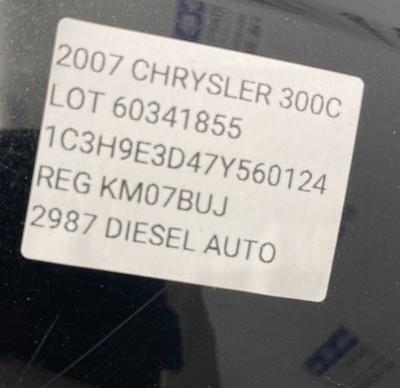 2007 CHRYSLER 300C
LOT 60341855
1C3H9E3D47Y560124
REG KM07BUJ
2987 DIESEL AUTO